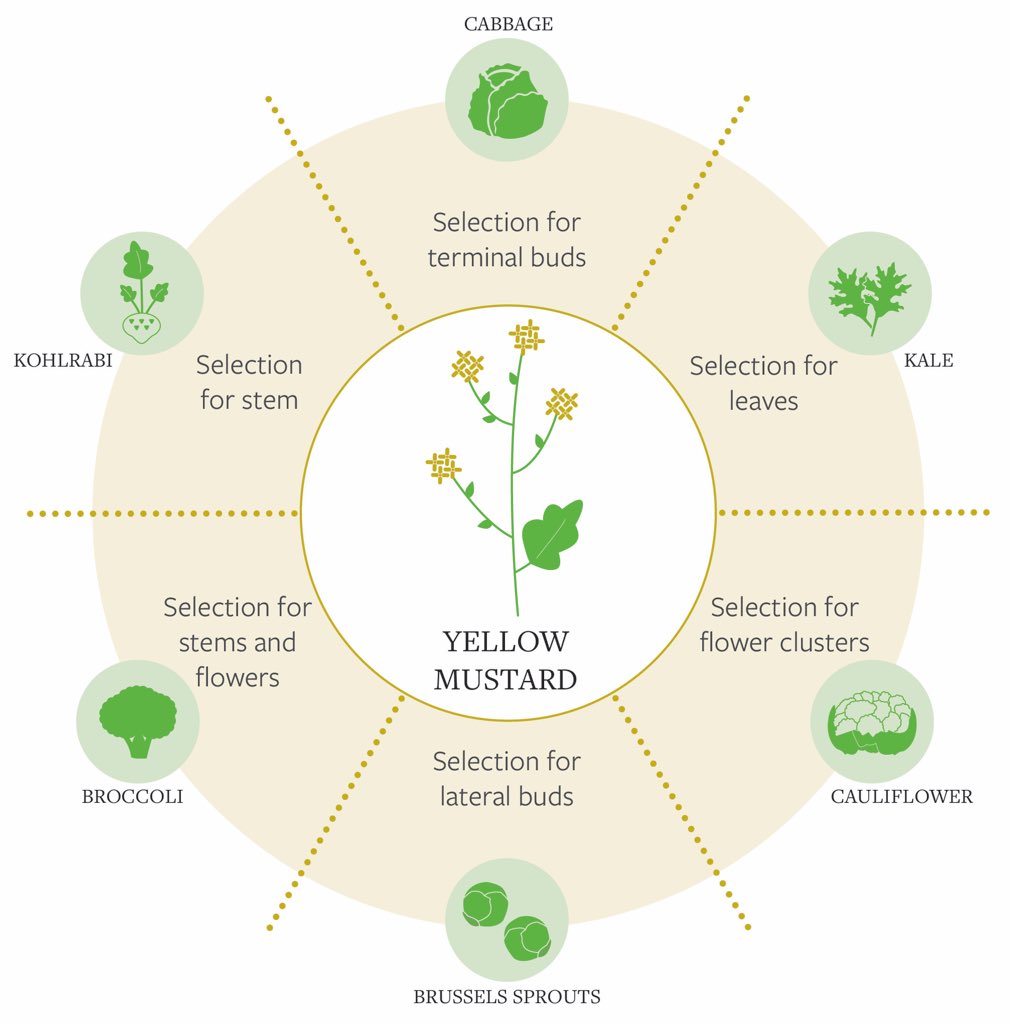 CABBAGE
Selection for
terminal buds
KOHLRABI
Selection
for stem
Selection for
leaves
KALE
YELLOW
MUSTARD
Selection for
stems and
flowers
BROCCOLI
Selection for
flower clusters
CAULIFLOWER
Selection for
lateral buds
BRUSSELS SPROUTS